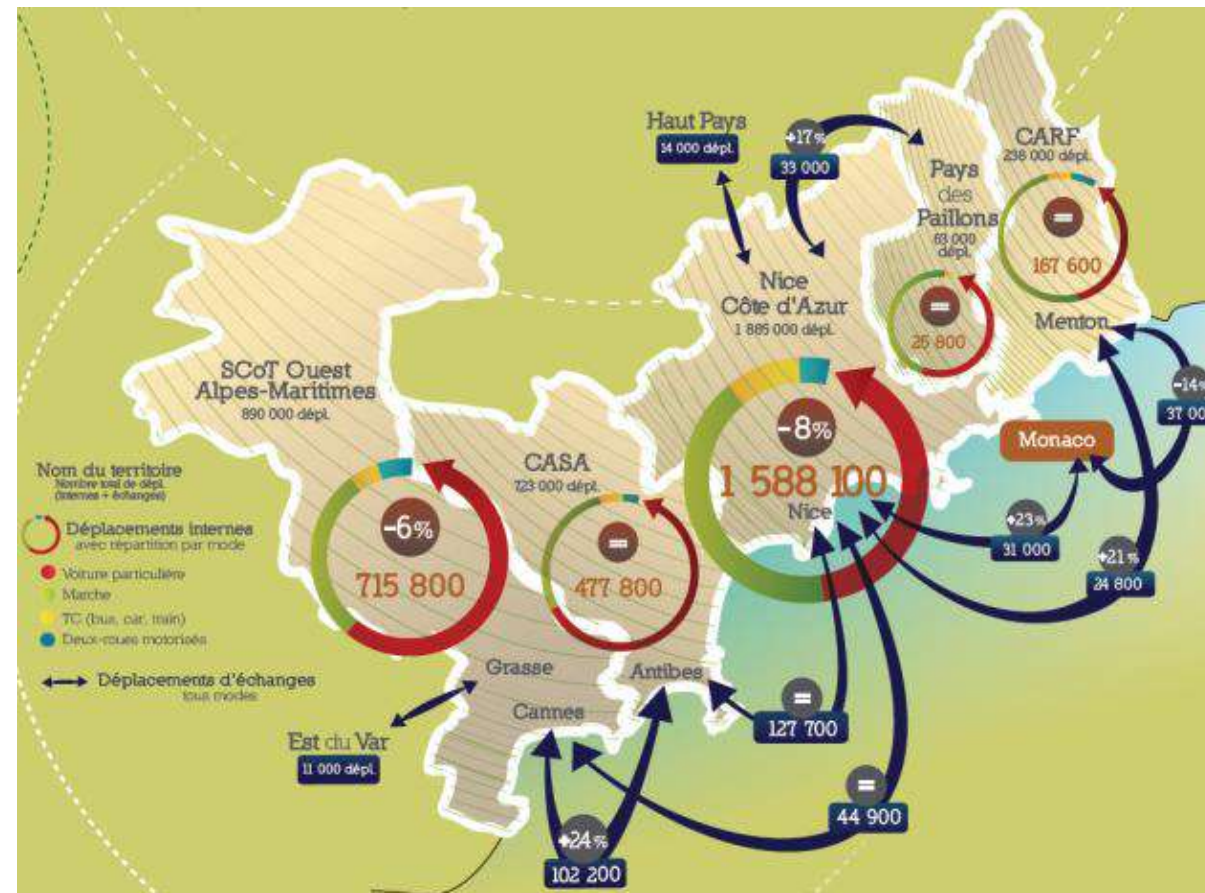 Haut Pays
14 000 dépl.
+17%
33 000
CARF
238 000 dépl.
=
167 600
Pays
des
Paillons
63 000
dépl.
=
25 800
Nice
Côte d'Azur
1 885 000 dépl.
-8%
1 588 100
Nice
Menton
-14%
37 00
Monaco
+23%
31 000
+21%
24 800
SCoT Ouest
Alpes-Maritimes
890 000 dépl.
-6%
715 800
CASA
723 000 dépl.
=
477 800
Nom du territoire
Nombre total de dépl.
(internes + échanges)
Déplacements internes
avec répartition par mode
Voiture particulière
Marche
TC (bus, car, train)
Deux-roues motorisés
Déplacements d'échanges
tous modes
Grasse
Cannes
Antibes
Est du Var
11 000 dépl.
=
127 700
=
44 900
+24%
102 200